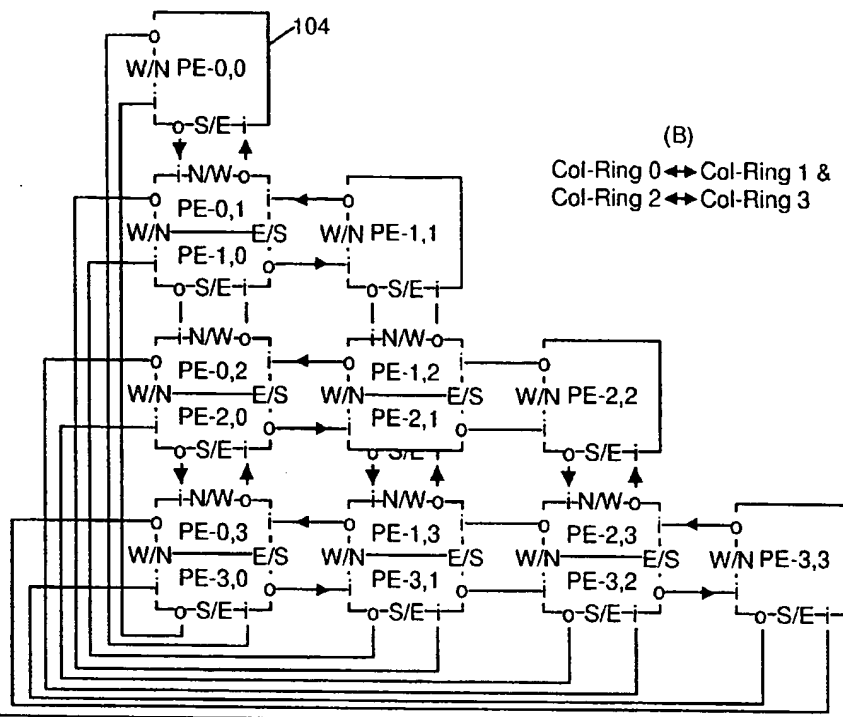 104
o
W/N PE-0,0
i
o S/E i
(B)
Col-Ring 0 ↔ Col-Ring 1 &
Col-Ring 2 ↔ Col-Ring 3
i N/W o
o PE-0,1 i o
W/N E/S W/N PE-1,1
i PE-1,0 o i
o S/E i o S/E i
i N/W o i N/W o
o PE-0,2 i o PE-1,2 i o
W/N E/S W/N E/S W/N PE-2,2
i PE-2,0 o i PE-2,1 o i
o S/E i o S/E i o S/E i
i N/W o i N/W o i N/W o
o PE-0,3 i o PE-1,3 i o PE-2,3 i o
W/N E/S W/N E/S W/N E/S W/N PE-3,3
i PE-3,0 o i PE-3,1 o i PE-3,2 o i
o S/E i o S/E i o S/E i o S/E i